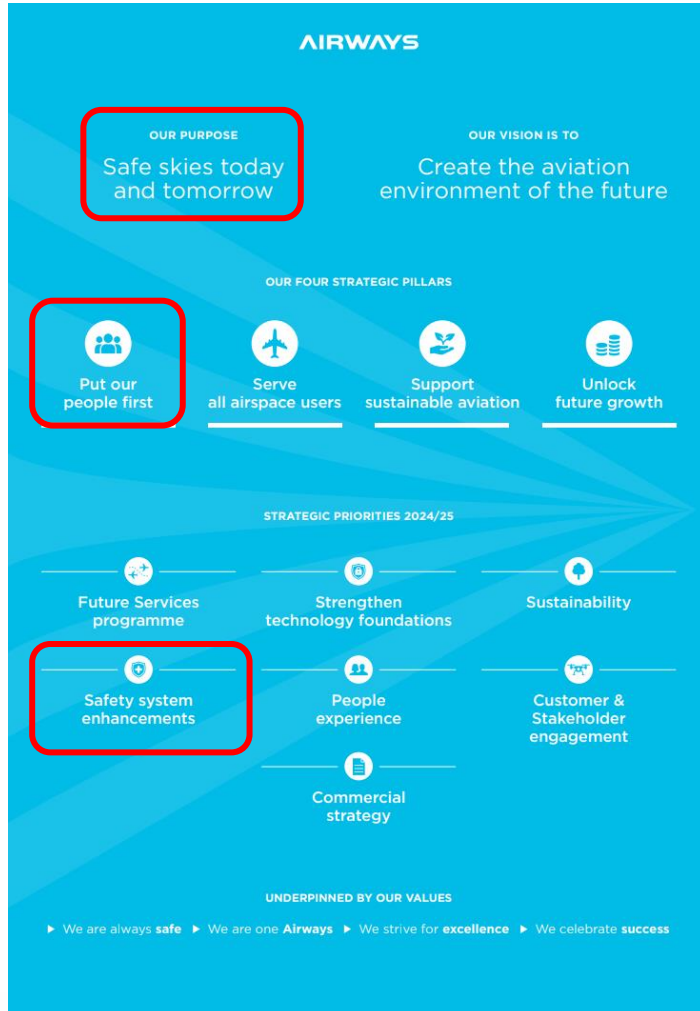 AIRWAYS
OUR PURPOSE
Safe skies today
and tomorrow
OUR VISION IS TO
Create the aviation
environment of the future
OUR FOUR STRATEGIC PILLARS
Put our
people first
Serve
all airspace users
Support
sustainable aviation
Unlock
future growth
STRATEGIC PRIORITIES 2024/25
Future Services
programme
Strengthen
technology foundations
Sustainability
Safety system
enhancements
People
experience
Customer &
Stakeholder
engagement
Commercial
strategy
UNDERPINNED BY OUR VALUES
▶ We are always safe ▶ We are one Airways ▶ We strive for excellence ▶ We celebrate success